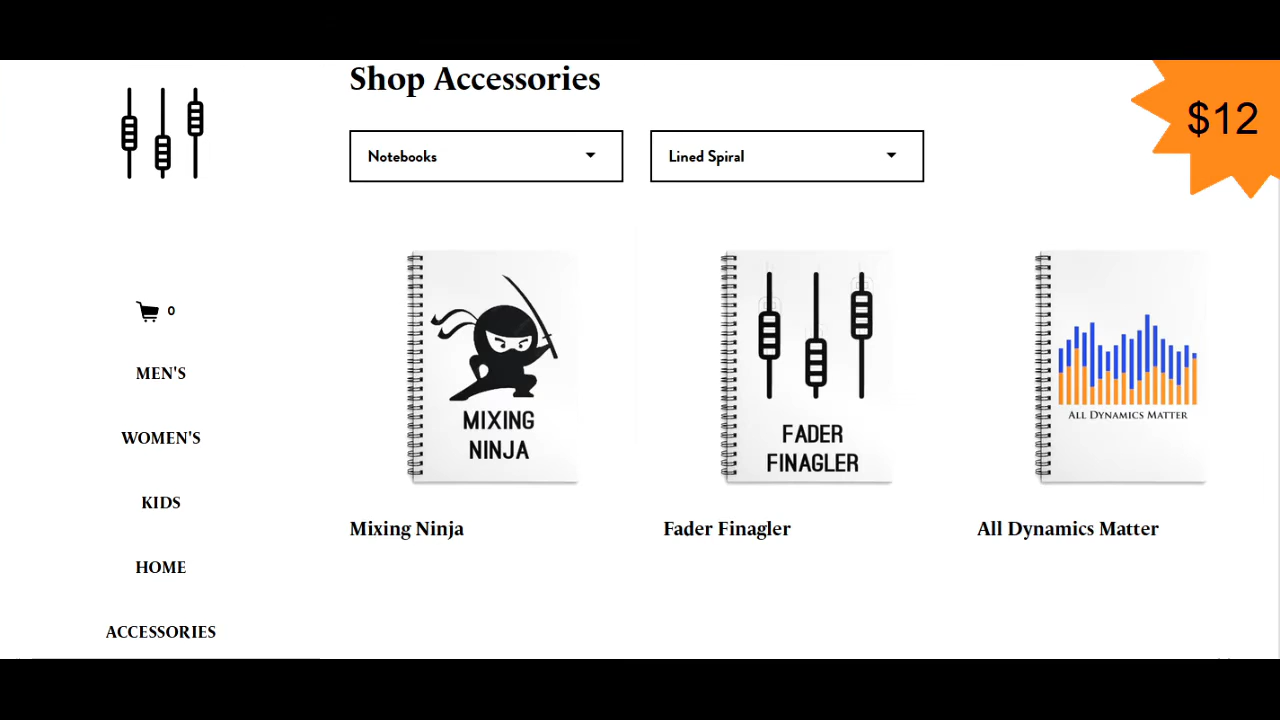 Shop Accessories
$12
Notebooks
Lined Spiral
0
MEN'S
WOMEN'S
KIDS
HOME
ACCESSORIES
MIXING
NINJA
FADER
FINAGLER
ALL DYNAMICS MATTER
Mixing Ninja
Fader Finagler
All Dynamics Matter